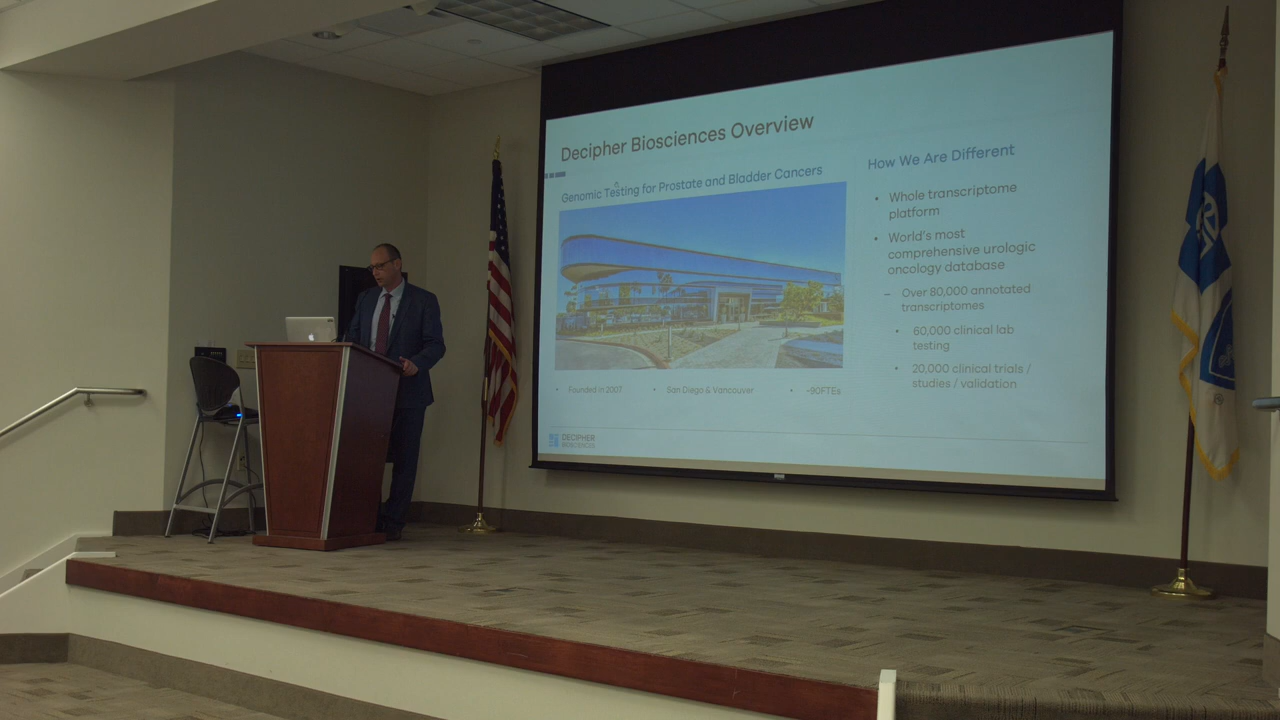 Decipher Biosciences Overview
Genomic Testing for Prostate and Bladder Cancers
• Founded in 2007
• San Diego & Vancouver
• ~90FTEs
DECIPHER
BIOSCIENCES
How We Are Different
• Whole transcriptome
platform
• World's most
comprehensive urologic
oncology database
– Over 80,000 annotated
transcriptomes
• 60,000 clinical lab
testing
• 20,000 clinical trials /
studies / validation